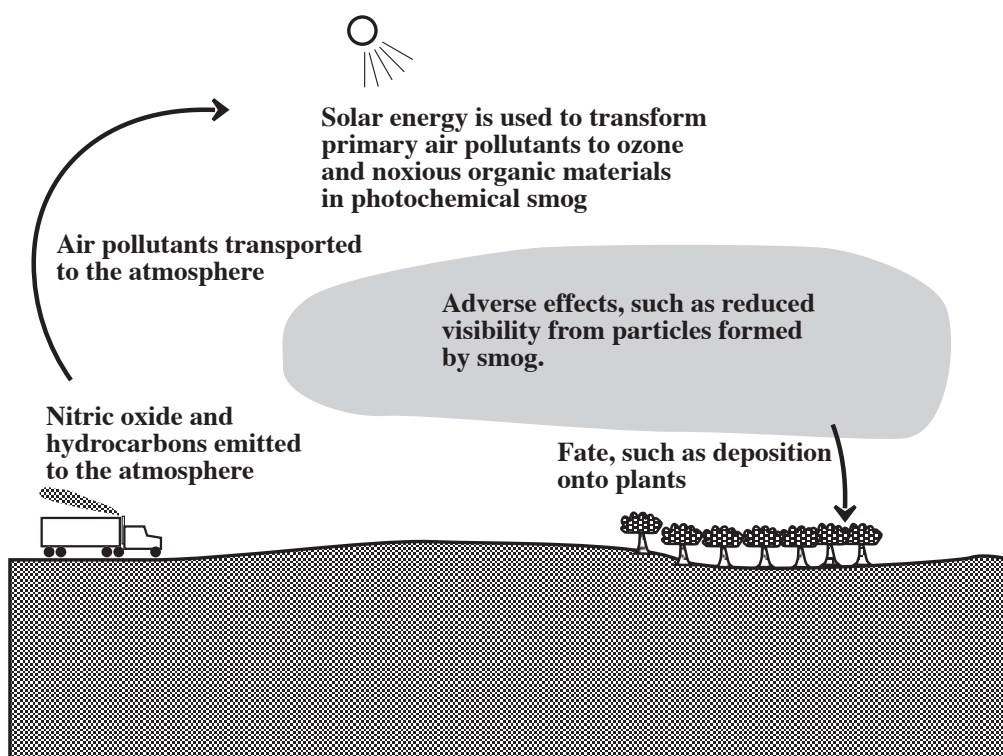 Solar energy is used to transform
primary air pollutants to ozone
and noxious organic materials
in photochemical smog
Air pollutants transported
to the atmosphere
Adverse effects, such as reduced
visibility from particles formed
by smog.
Nitric oxide and
hydrocarbons emitted
to the atmosphere
Fate, such as deposition
onto plants